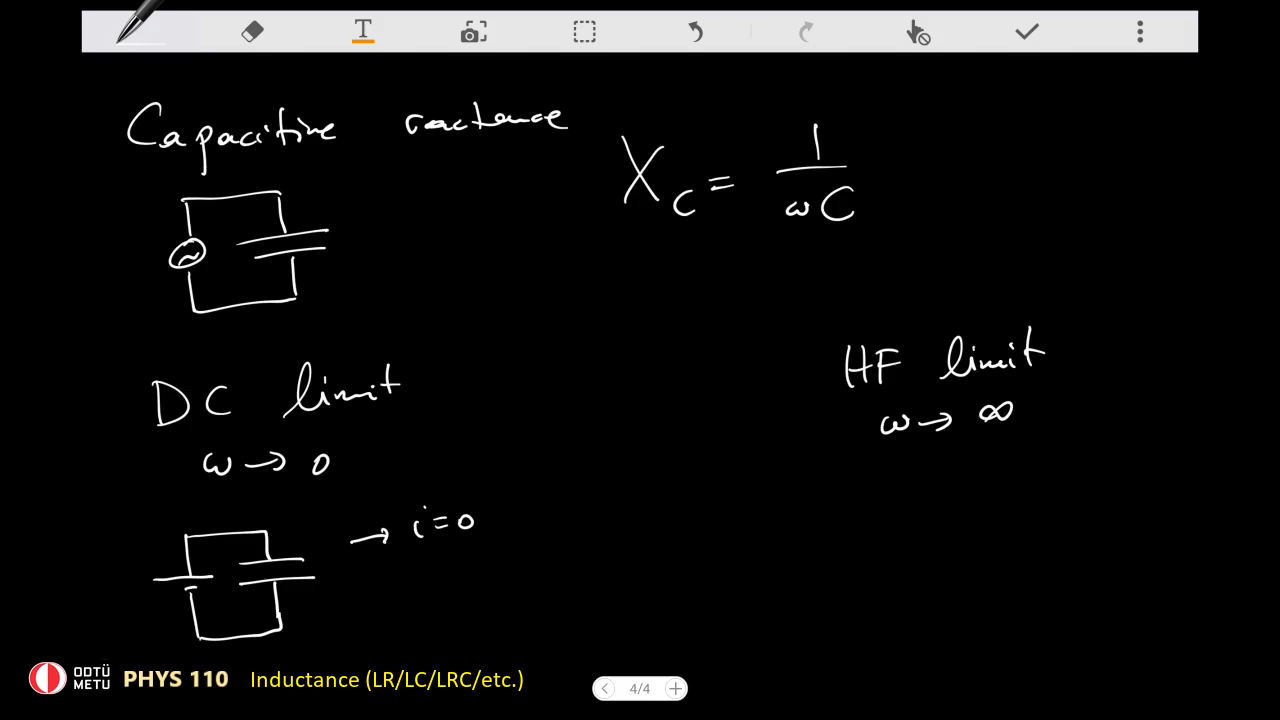 T
Capacitive reactance
X_C = 1/ωC
DC limit
ω → 0
→ i = 0
HF limit
ω → ∞
ODTÜ
METU
PHYS 110
Inductance (LR/LC/LRC/etc.)
4/4